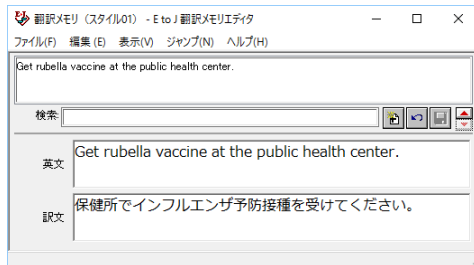 翻訳メモリ（スタイル01） - E to J 翻訳メモリエディタ
ファイル(F) 編集(E) 表示(V) ジャンプ(N) ヘルプ(H)
Get rubella vaccine at the public health center.
検索
英文 Get rubella vaccine at the public health center.
訳文 保健所でインフルエンザ予防接種を受けてください。